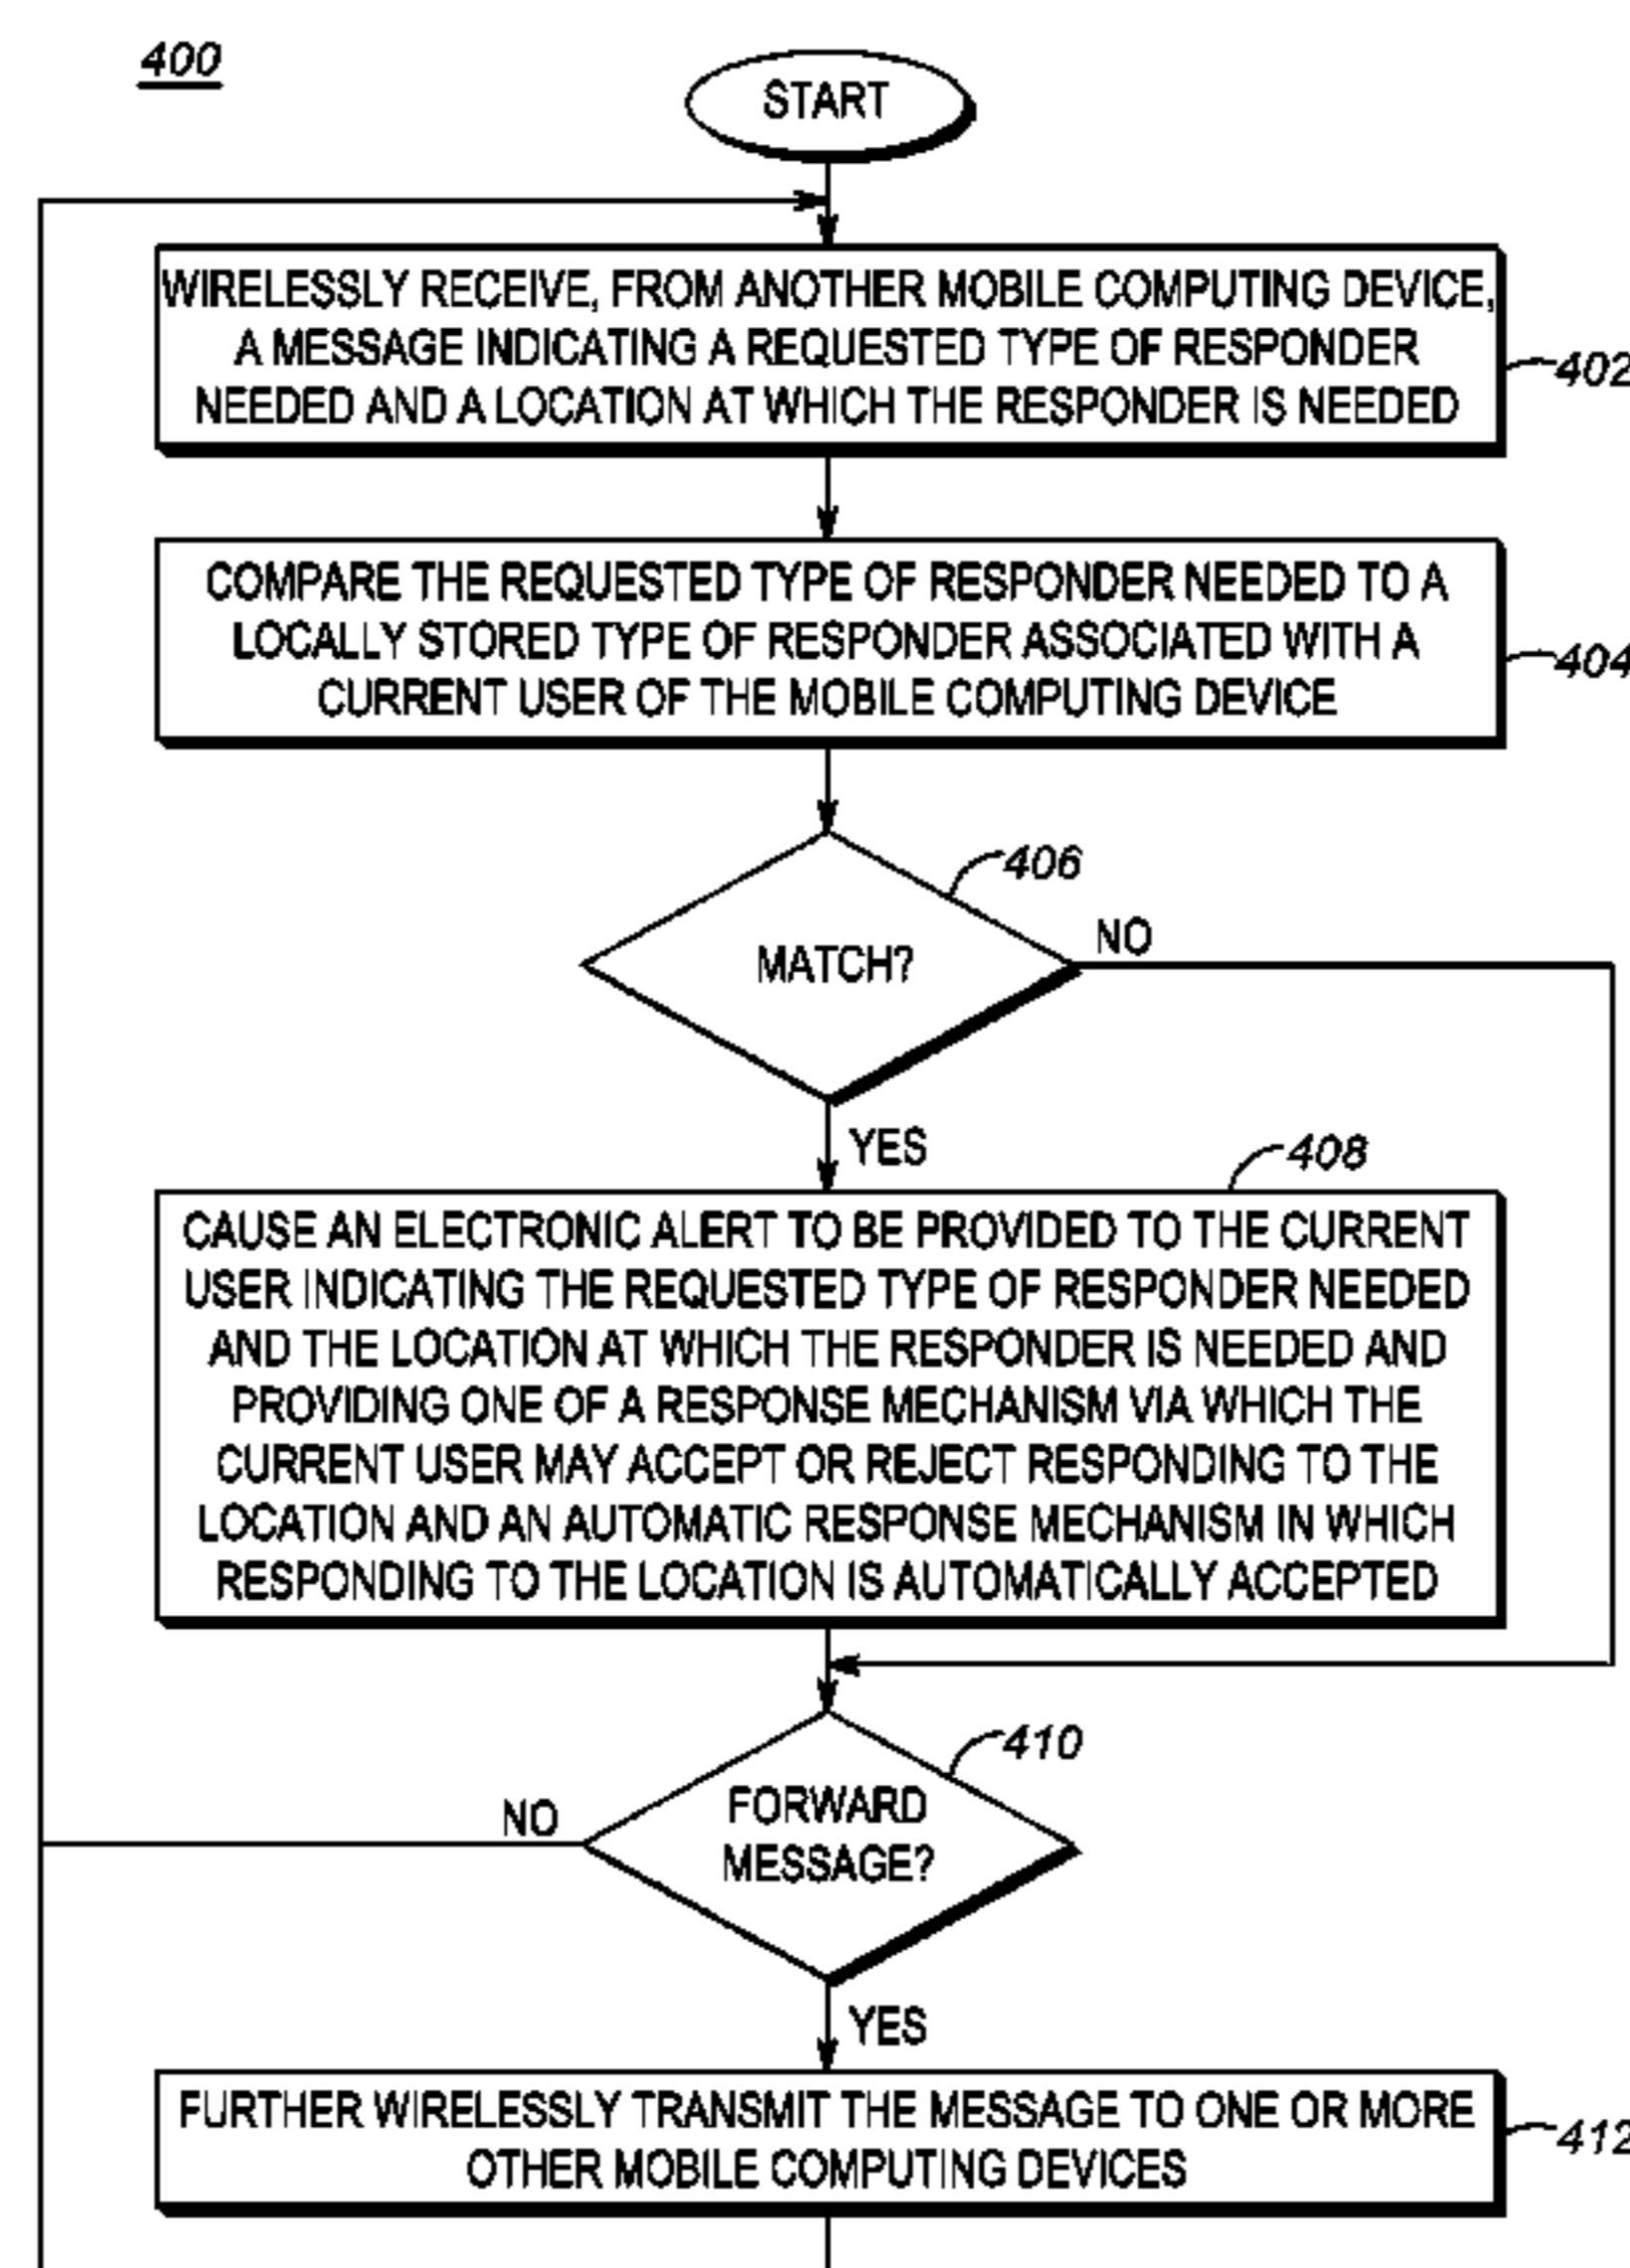 400
START
WIRELESSLY RECEIVE, FROM ANOTHER MOBILE COMPUTING DEVICE,
A MESSAGE INDICATING A REQUESTED TYPE OF RESPONDER
NEEDED AND A LOCATION AT WHICH THE RESPONDER IS NEEDED
402
COMPARE THE REQUESTED TYPE OF RESPONDER NEEDED TO A
LOCALLY STORED TYPE OF RESPONDER ASSOCIATED WITH A
CURRENT USER OF THE MOBILE COMPUTING DEVICE
404
406
MATCH?
NO
YES
408
CAUSE AN ELECTRONIC ALERT TO BE PROVIDED TO THE CURRENT
USER INDICATING THE REQUESTED TYPE OF RESPONDER NEEDED
AND THE LOCATION AT WHICH THE RESPONDER IS NEEDED AND
PROVIDING ONE OF A RESPONSE MECHANISM VIA WHICH THE
CURRENT USER MAY ACCEPT OR REJECT RESPONDING TO THE
LOCATION AND AN AUTOMATIC RESPONSE MECHANISM IN WHICH
RESPONDING TO THE LOCATION IS AUTOMATICALLY ACCEPTED
410
FORWARD
MESSAGE?
NO
YES
FURTHER WIRELESSLY TRANSMIT THE MESSAGE TO ONE OR MORE
OTHER MOBILE COMPUTING DEVICES
412